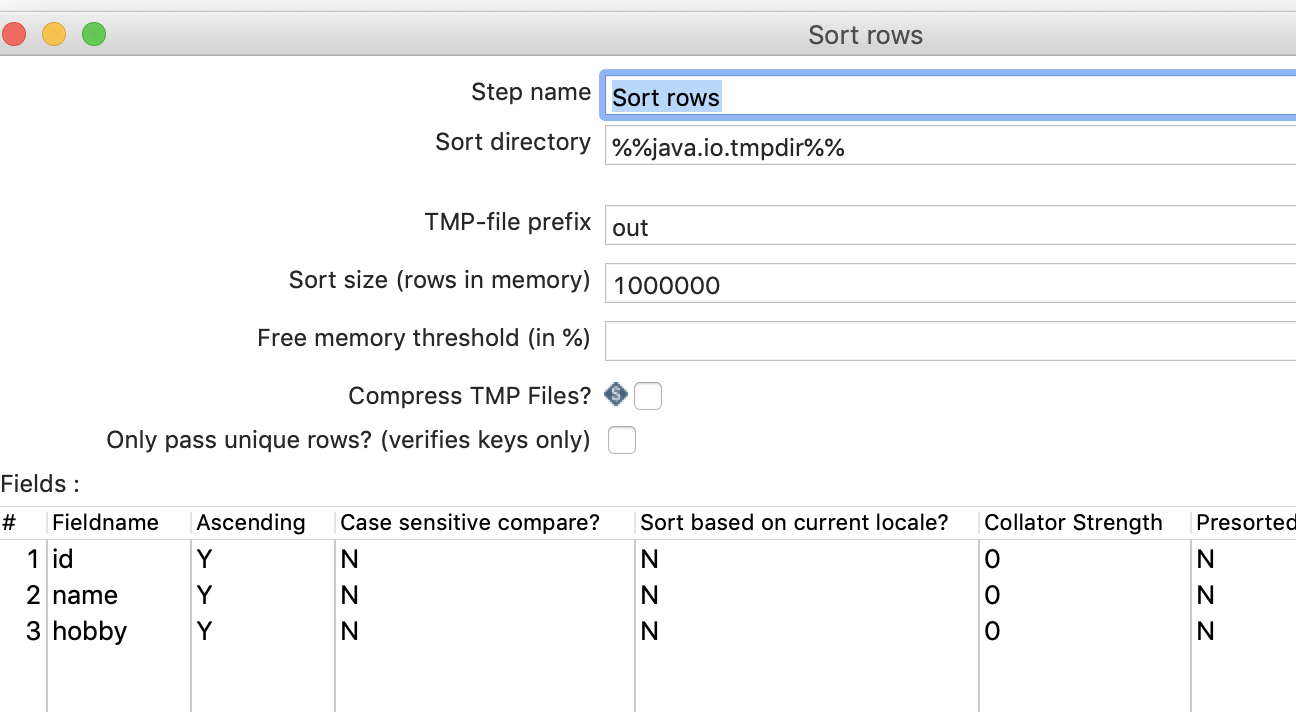 Sort rows
Step name Sort rows
Sort directory %%java.io.tmpdir%%
TMP-file prefix out
Sort size (rows in memory) 1000000
Free memory threshold (in %)
Compress TMP Files?
Only pass unique rows? (verifies keys only)
Fields :
# Fieldname Ascending Case sensitive compare? Sort based on current locale? Collator Strength Presorted
1 id Y N N 0 N
2 name Y N N 0 N
3 hobby Y N N 0 N